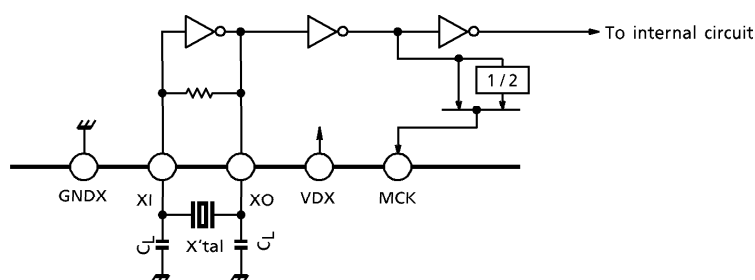 To internal circuit
1/2
GNDX
XI
XO
VDX
MCK
CL
X'tal
CL